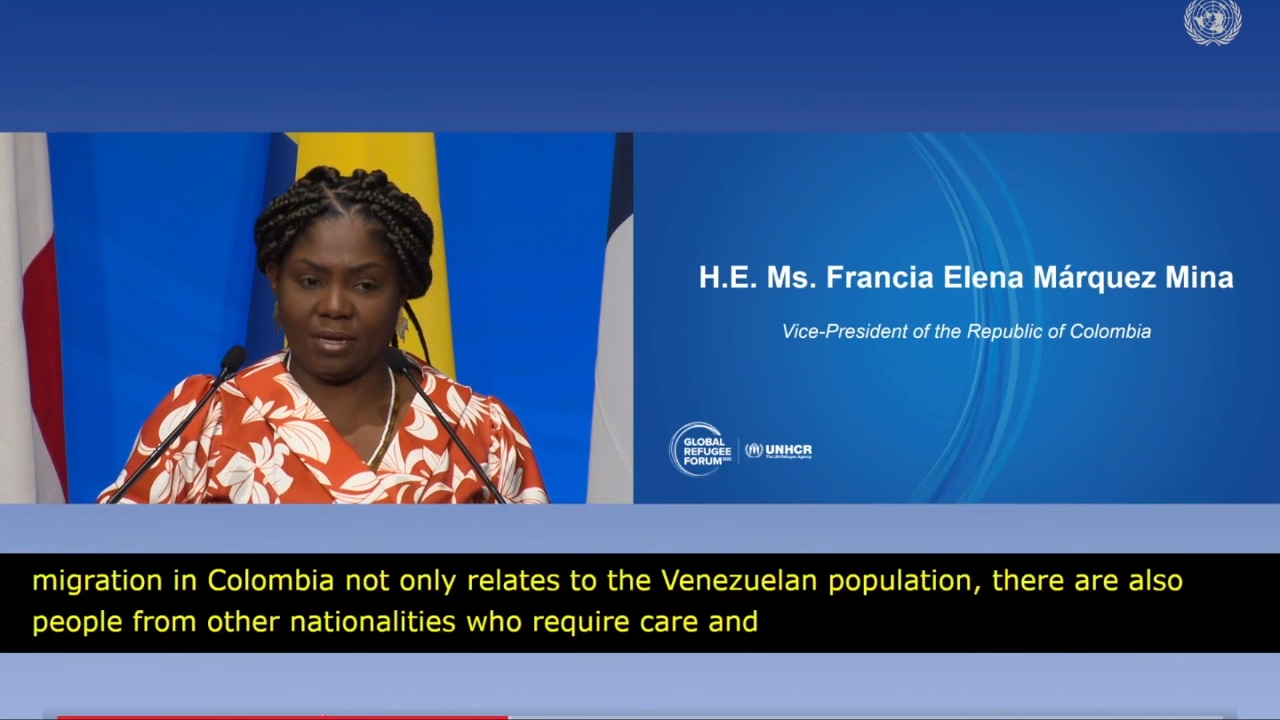 H.E. Ms. Francia Elena Márquez Mina
Vice-President of the Republic of Colombia
GLOBAL
REFUGEE
FORUM 2023
UNHCR
The UN Refugee Agency
migration in Colombia not only relates to the Venezuelan population, there are also
people from other nationalities who require care and